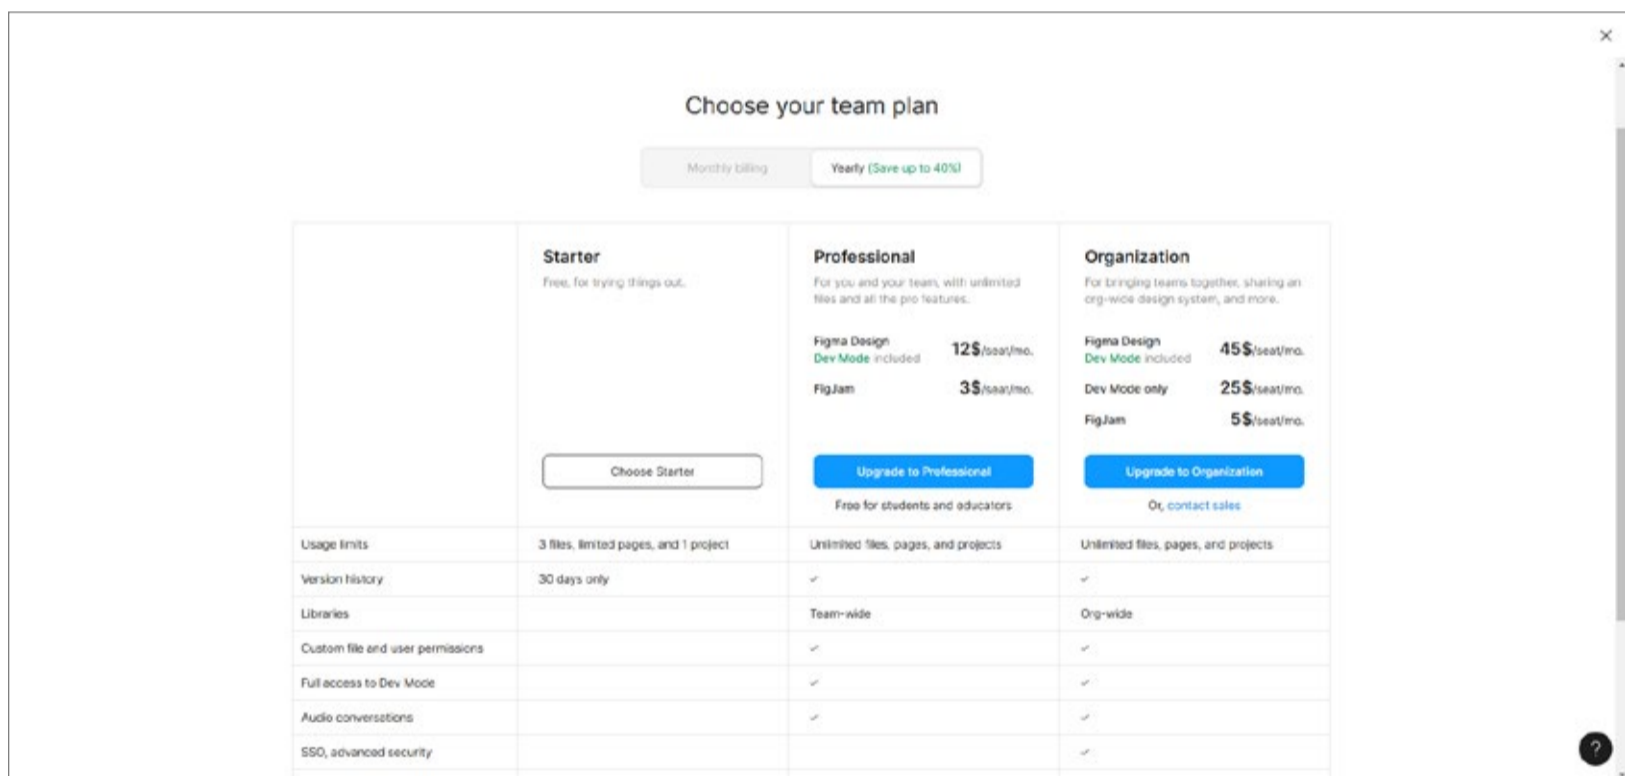 Choose your team plan
Monthly billing
Yearly (Save up to 40%)
Starter
Free, for trying things out.
Choose Starter
Professional
For you and your team, with unlimited
files and all the pro features.
Figma Design
Dev Mode included
12$/seat/mo.
FigJam
3$/seat/mo.
Upgrade to Professional
Free for students and educators
Organization
For bringing teams together, sharing an
org-wide design system, and more.
Figma Design
Dev Mode included
45$/seat/mo.
Dev Mode only
25$/seat/mo.
FigJam
5$/seat/mo.
Upgrade to Organization
Or, contact sales
Usage limits
3 files, limited pages, and 1 project
Unlimited files, pages, and projects
Unlimited files, pages, and projects
Version history
30 days only
Libraries
Team-wide
Org-wide
Custom file and user permissions
Full access to Dev Mode
Audio conversations
SSO, advanced security
?